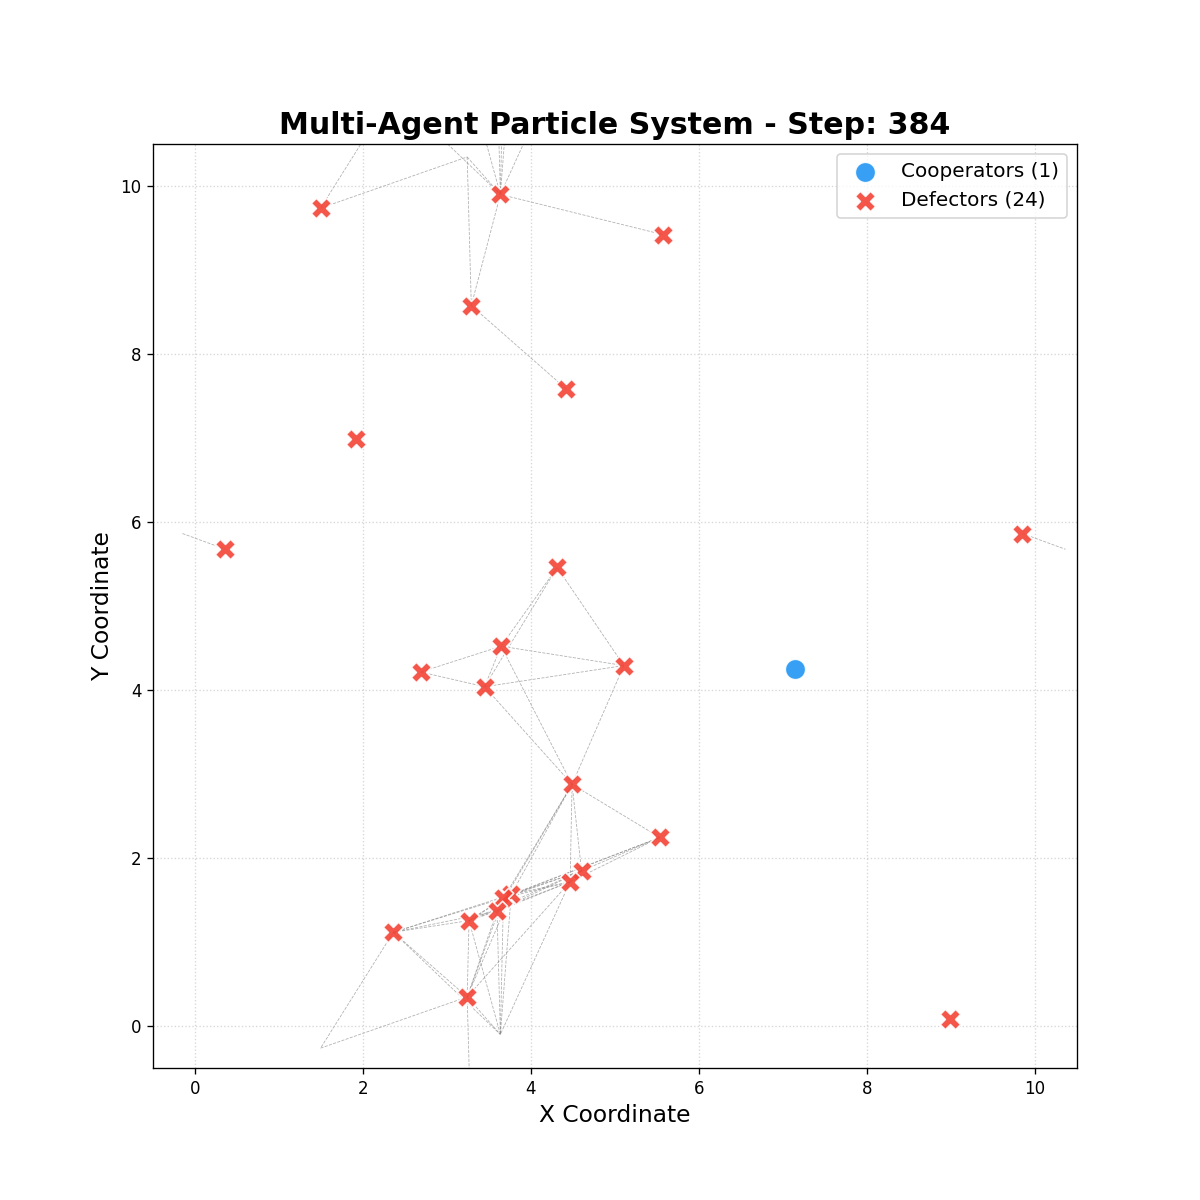 Multi-Agent Particle System - Step: 384
Cooperators (1)
Defectors (24)
Y Coordinate
10
8
6
4
2
0
0 2 4 6 8 10
X Coordinate